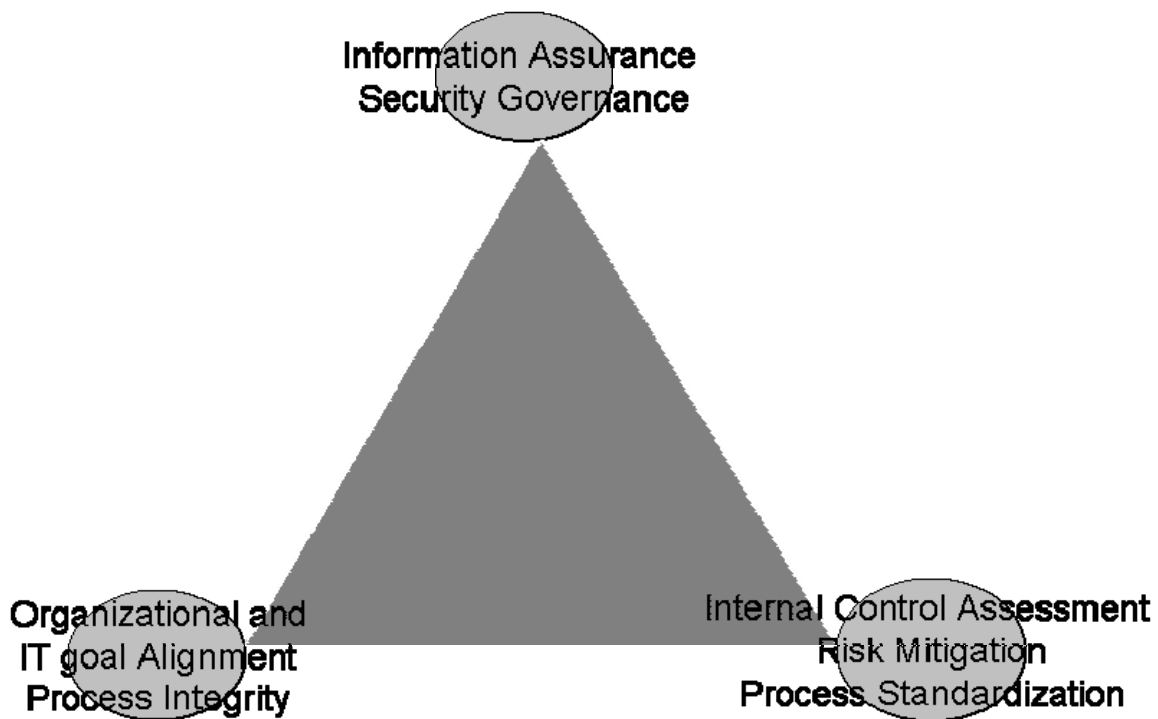 Information Assurance
Security Governance
Organizational and
IT goal Alignment
Process Integrity
Internal Control Assessment
Risk Mitigation
Process Standardization